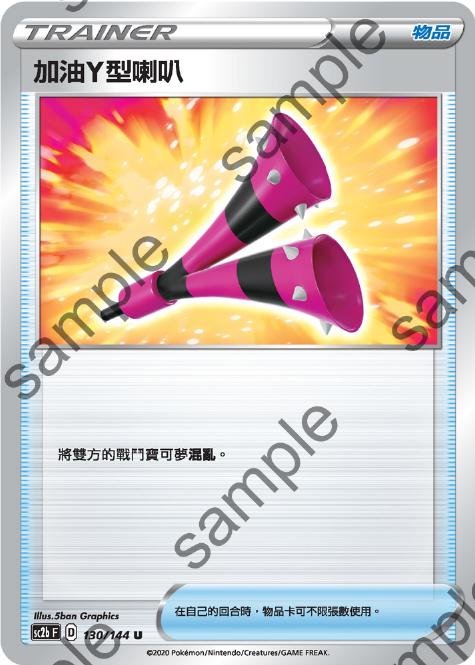 TRAINER 物品
加油Y型喇叭
sample
sample
sample
將雙方的戰鬥寶可夢混亂。
sample
Illus.5ban Graphics
sc2b F D 130/144 U
在自己的回合時，物品卡可不限張數使用。
©2020 Pokémon/Nintendo/Creatures/GAME FREAK.